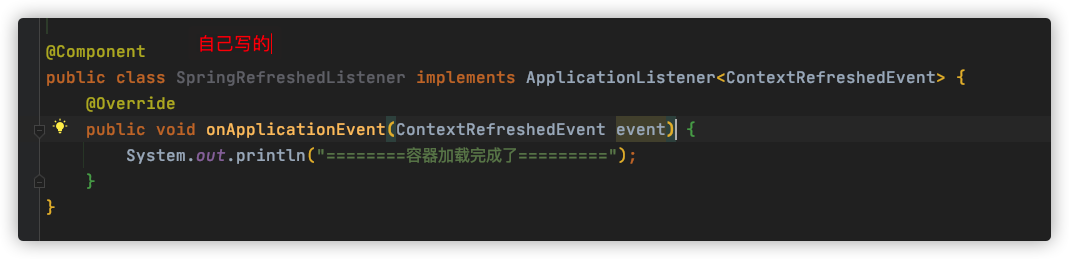 @Component 自己写的
public class SpringRefreshedListener implements ApplicationListener<ContextRefreshedEvent> {
@Override
public void onApplicationEvent(ContextRefreshedEvent event) {
System.out.println("========容器加载完成了=========");
}
}